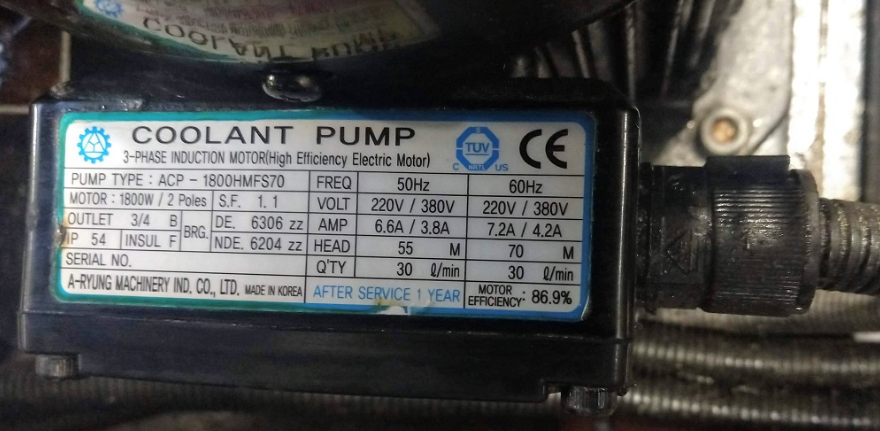 COOLANT PUMP
COOLANT PUMP
3-PHASE INDUCTION MOTOR(High Efficiency Electric Motor)
TUV
C US
CE
PUMP TYPE : ACP - 1800HMFS70 FREQ 50Hz 60Hz
MOTOR : 1800W / 2 Poles S.F. 1.1 VOLT 220V / 380V 220V / 380V
OUTLET 3/4 B BRG. DE. 6306 zz AMP 6.6A / 3.8A 7.2A / 4.2A
IP 54 INSUL F NDE. 6204 zz HEAD 55 M 70 M
SERIAL NO. Q'TY 30 ℓ/min 30 ℓ/min
A-RYUNG MACHINERY IND. CO., LTD. MADE IN KOREA AFTER SERVICE 1 YEAR MOTOR EFFICIENCY : 86.9%